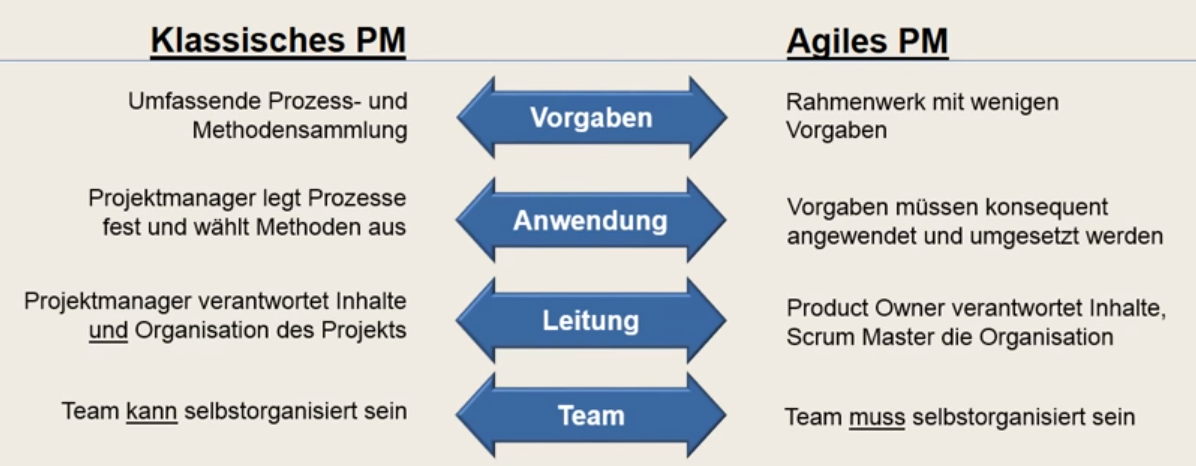 Klassisches PM
Agiles PM
Umfassende Prozess- und
Methodensammlung
Vorgaben
Rahmenwerk mit wenigen
Vorgaben
Projektmanager legt Prozesse
fest und wählt Methoden aus
Anwendung
Vorgaben müssen konsequent
angewendet und umgesetzt werden
Projektmanager verantwortet Inhalte
und Organisation des Projekts
Leitung
Product Owner verantwortet Inhalte,
Scrum Master die Organisation
Team kann selbstorganisiert sein
Team
Team muss selbstorganisiert sein